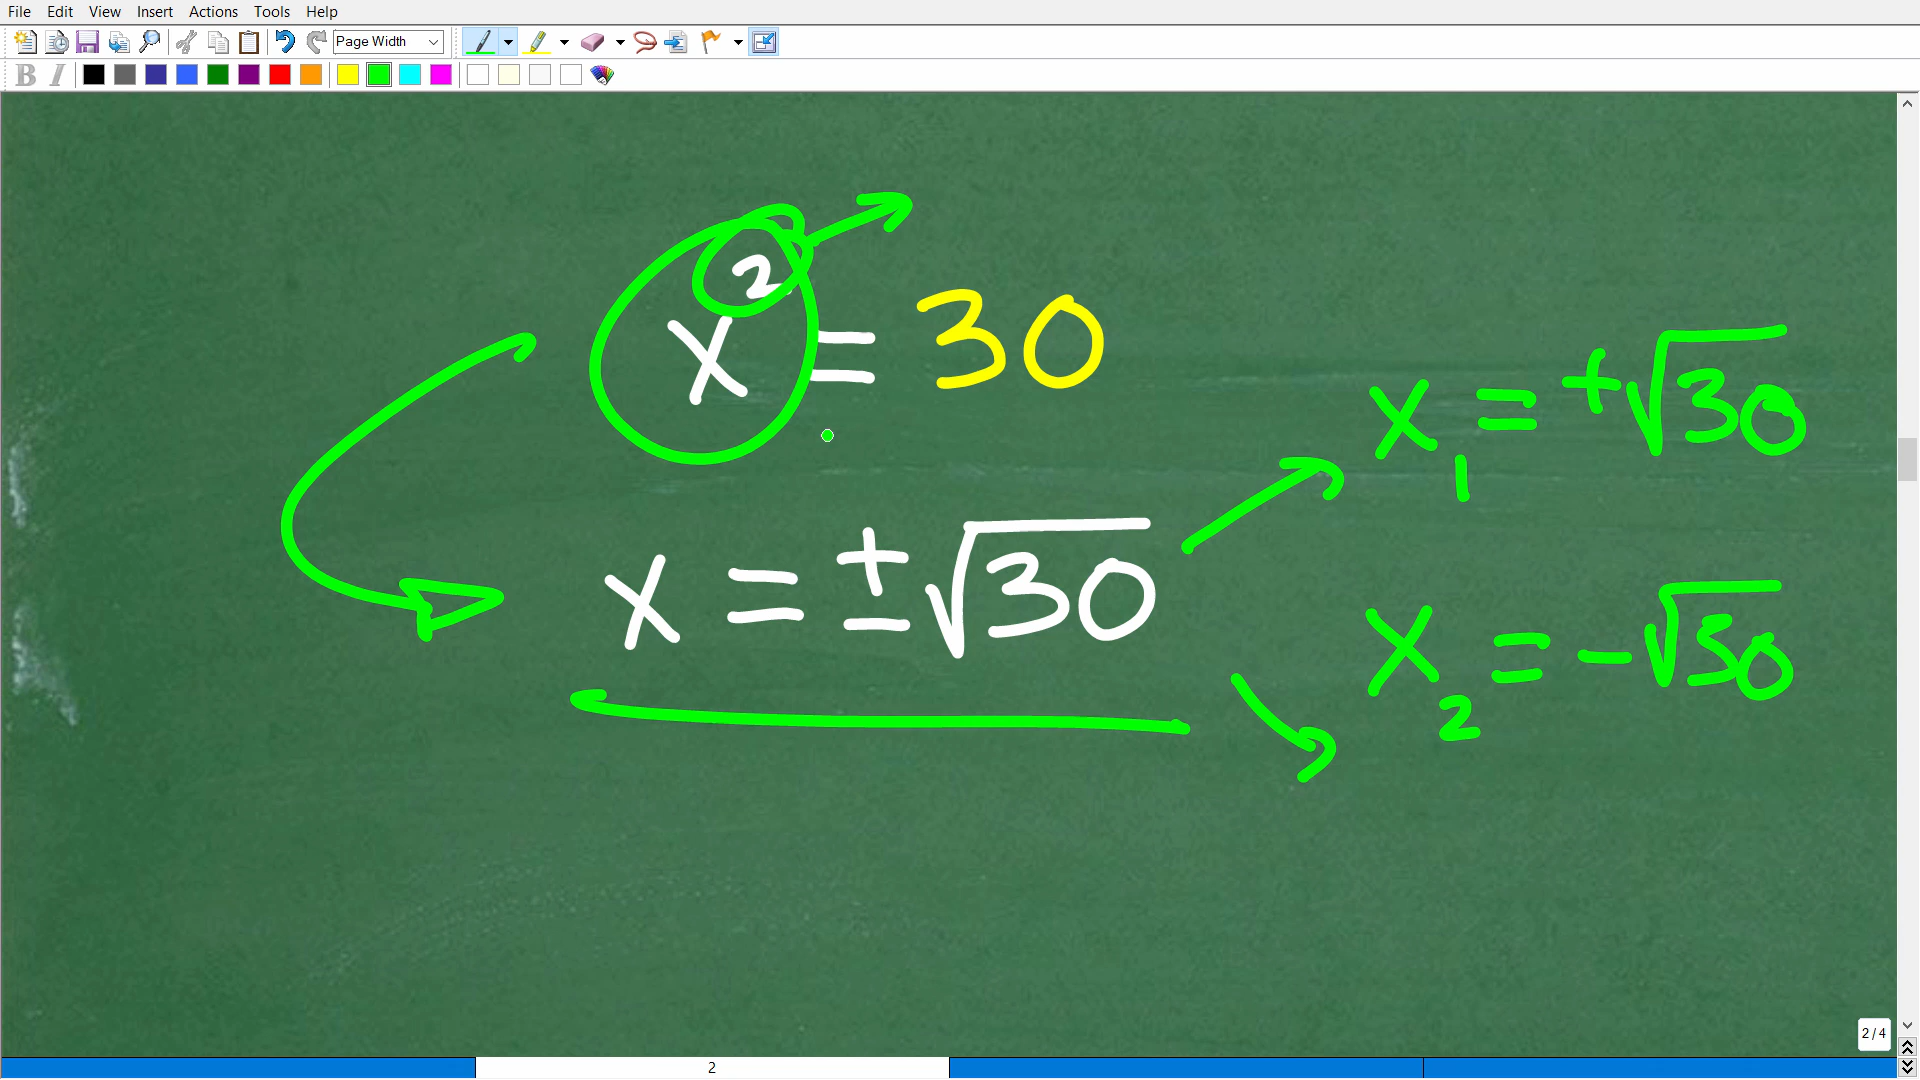 File Edit View Insert Actions Tools Help
Page Width
B I
x² = 30
x = ±√30
x₁ = +√30
x₂ = -√30
2 / 4
2